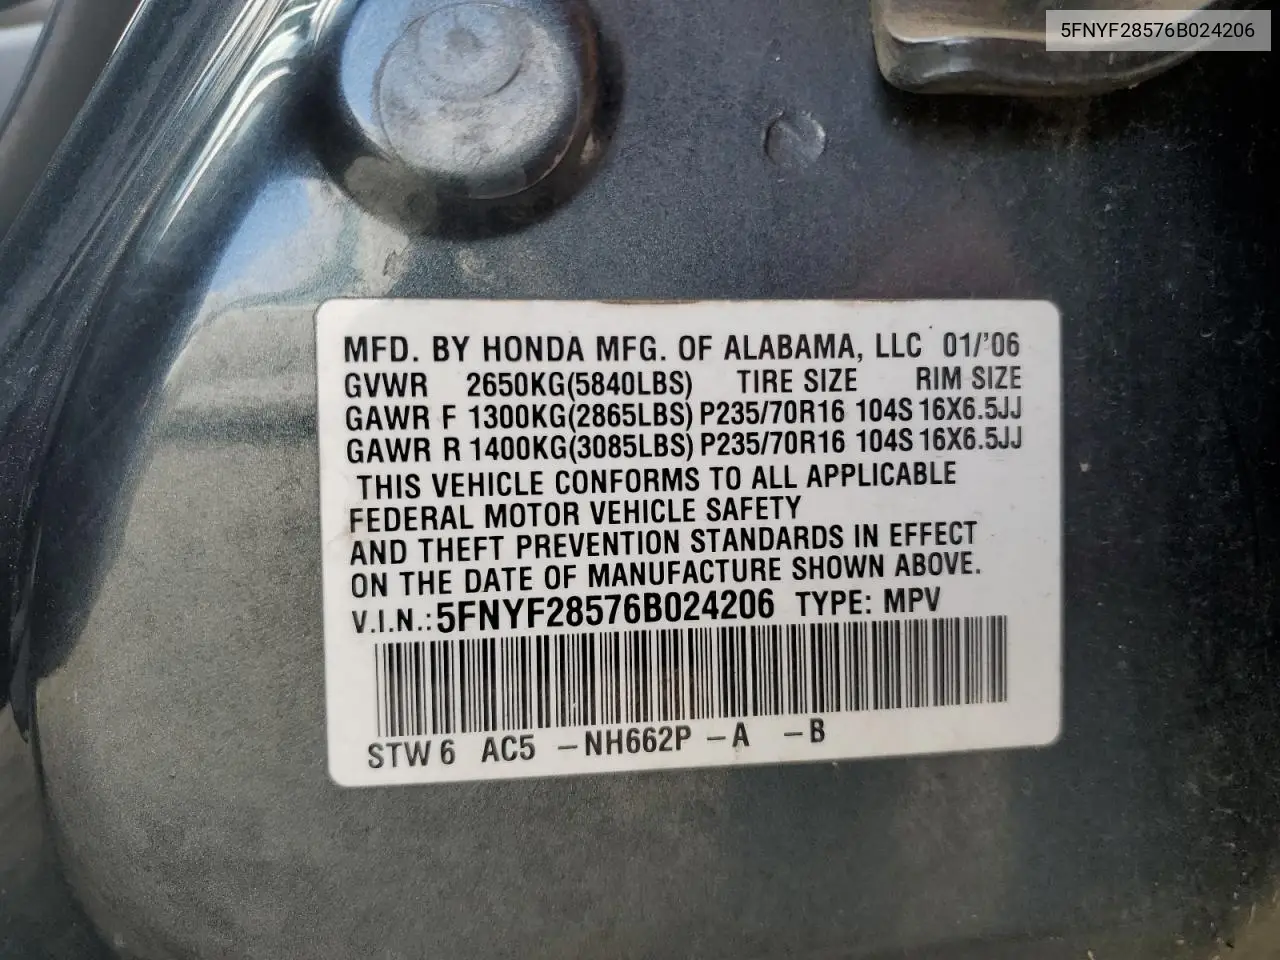 5FNYF28576B024206
MFD. BY HONDA MFG. OF ALABAMA, LLC 01/'06
GVWR 2650KG(5840LBS) TIRE SIZE RIM SIZE
GAWR F 1300KG(2865LBS) P235/70R16 104S 16X6.5JJ
GAWR R 1400KG(3085LBS) P235/70R16 104S 16X6.5JJ
THIS VEHICLE CONFORMS TO ALL APPLICABLE
FEDERAL MOTOR VEHICLE SAFETY
AND THEFT PREVENTION STANDARDS IN EFFECT
ON THE DATE OF MANUFACTURE SHOWN ABOVE.
V.I.N.: 5FNYF28576B024206 TYPE: MPV
STW 6 AC5 -NH662P -A -B